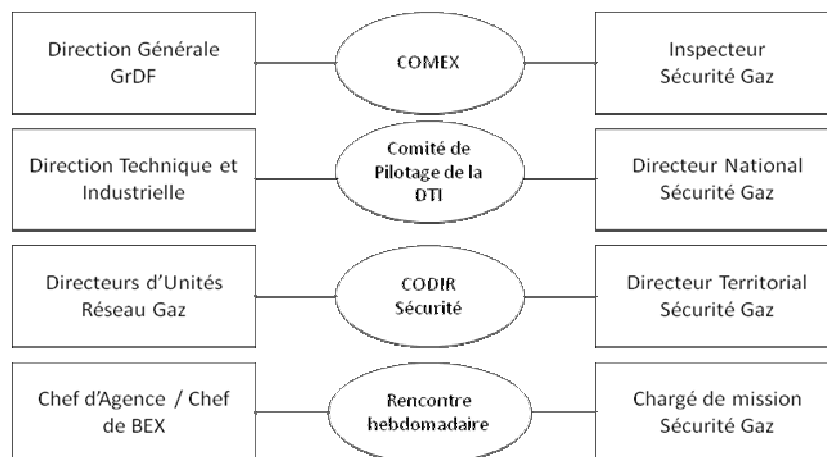 Direction Générale
GrDF
COMEX
Inspecteur
Sécurité Gaz
Direction Technique et
Industrielle
Comité de
Pilotage de la
DTI
Directeur National
Sécurité Gaz
Directeurs d'Unités
Réseau Gaz
CODIR
Sécurité
Directeur Territorial
Sécurité Gaz
Chef d'Agence / Chef
de BEX
Rencontre
hebdomadaire
Chargé de mission
Sécurité Gaz